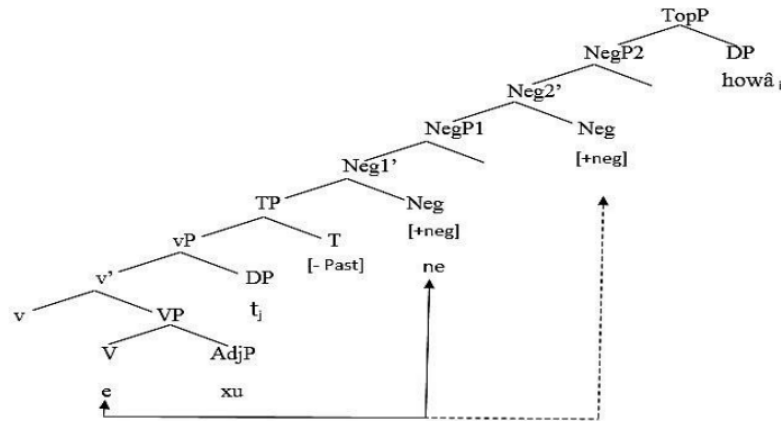 TopP
NegP2 DP
howâ ᵢ
Neg2’
NegP1 Neg
[+neg]
Neg1’
TP Neg
[+neg]
vP T
[- Past]
ne
v’ DP
tⱼ
v VP
V AdjP
e xu